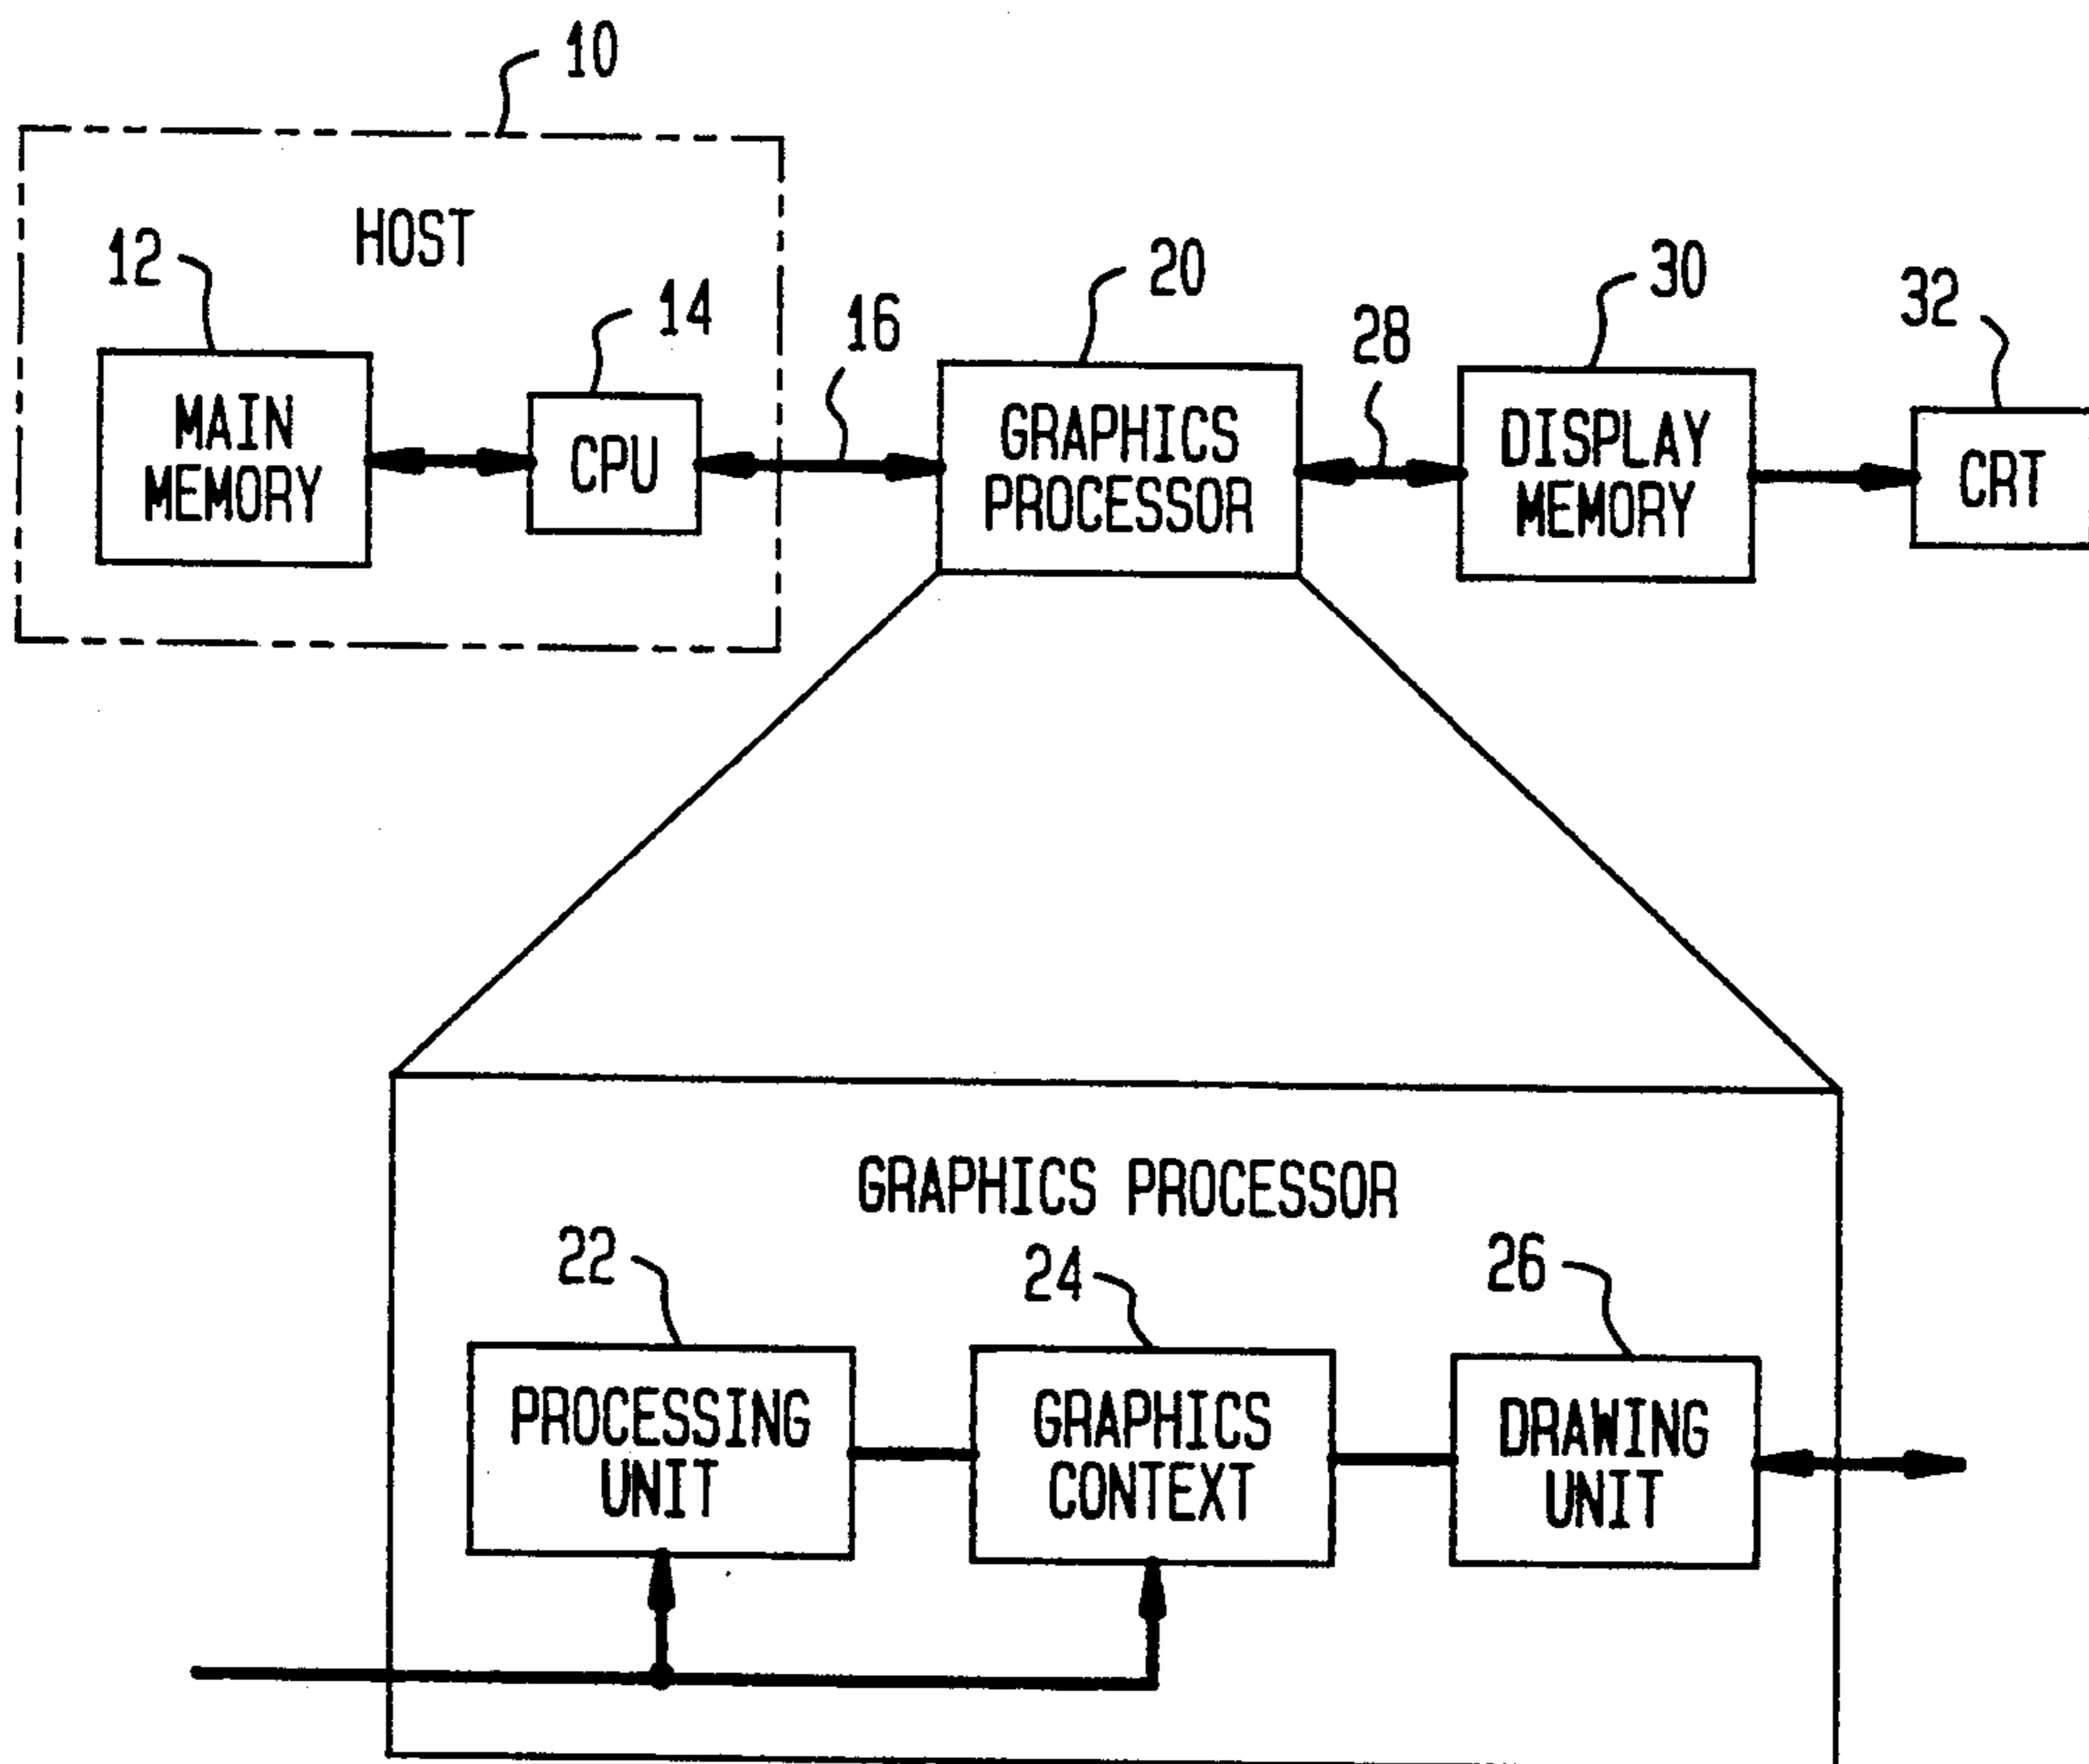 10
HOST
12
14
16
20
28
30
32
MAIN
MEMORY
CPU
GRAPHICS
PROCESSOR
DISPLAY
MEMORY
CRT
GRAPHICS PROCESSOR
22
24
26
PROCESSING
UNIT
GRAPHICS
CONTEXT
DRAWING
UNIT